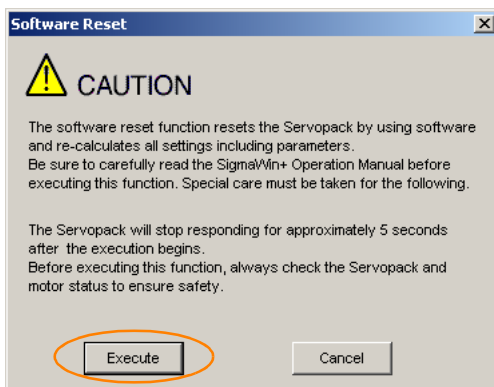 Software Reset
CAUTION
The software reset function resets the Servopack by using software
and re-calculates all settings including parameters.
Be sure to carefully read the SigmaWin+ Operation Manual before
executing this function. Special care must be taken for the following.
The Servopack will stop responding for approximately 5 seconds
after the execution begins.
Before executing this function, always check the Servopack and
motor status to ensure safety.
Execute
Cancel